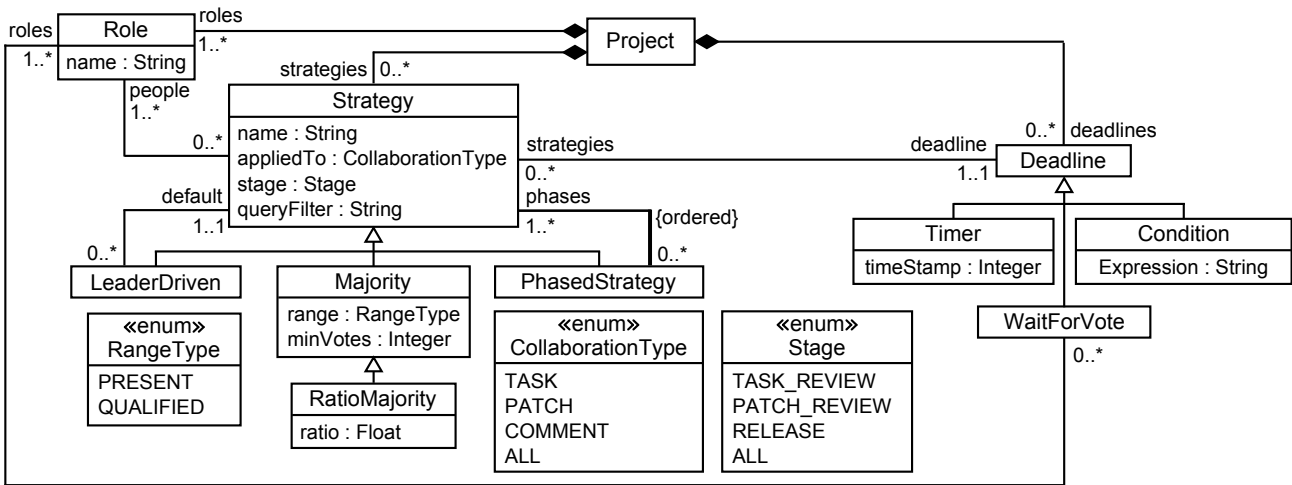 roles
Role
name : String
roles
1..*
1..*
Project
people
1..*
strategies
0..*
0..*
deadlines
Strategy
name : String
appliedTo : CollaborationType
stage : Stage
queryFilter : String
0..*
strategies
0..*
deadline
1..1
Deadline
default
1..1
0..*
phases
1..*
{ordered}
0..*
LeaderDriven
Majority
range : RangeType
minVotes : Integer
PhasedStrategy
Timer
timeStamp : Integer
Condition
Expression : String
WaitForVote
0..*
«enum»
RangeType
PRESENT
QUALIFIED
RatioMajority
ratio : Float
«enum»
CollaborationType
TASK
PATCH
COMMENT
ALL
«enum»
Stage
TASK_REVIEW
PATCH_REVIEW
RELEASE
ALL